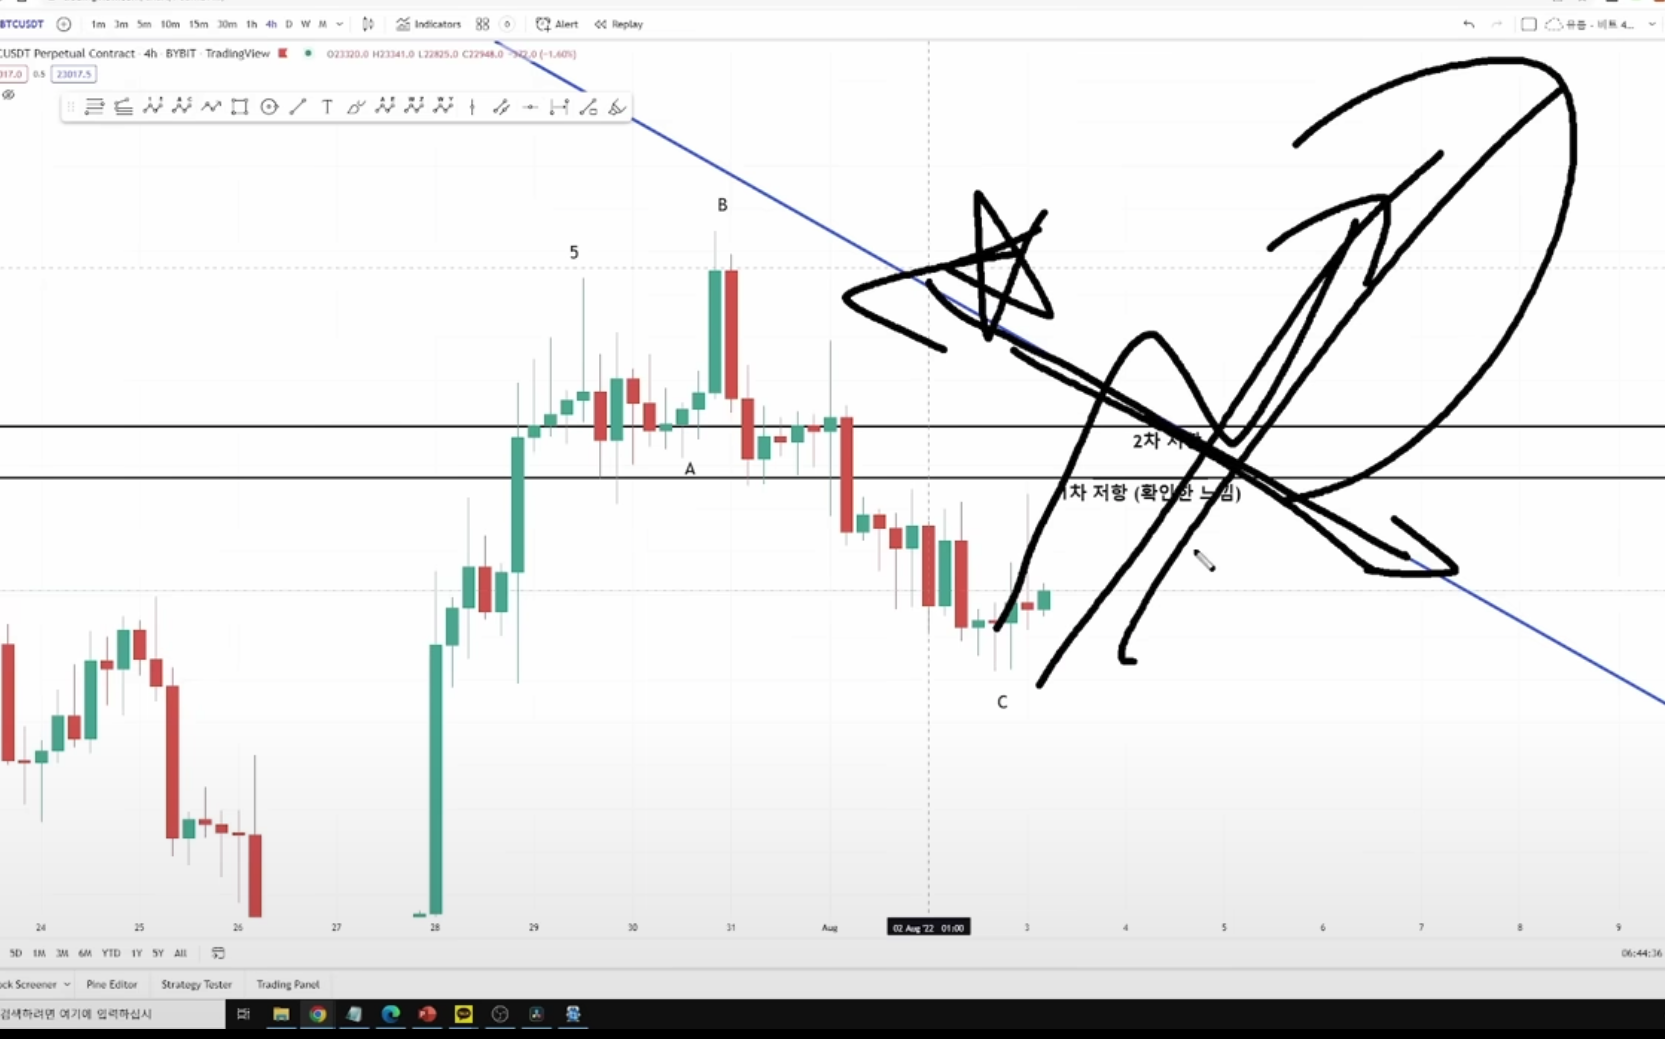 BTCUSDT 1m 3m 5m 10m 15m 30m 1h 4h D W M Indicators Alert Replay
CUSDT Perpetual Contract · 4h · BYBIT · TradingView O23320.0 H23341.0 L22825.0 C22948.0 -372.0 (-1.60%)
017.0 0.5 23017.5
T
B
5
A
2차
1차 저항 (확인한 느낌)
C
24 25 26 27 28 29 30 31 Aug 02 Aug '22 01:00 3 4 5 6 7 8 9
5D 1M 3M 6M YTD 1Y 5Y All 06:44:36
ock Screener Pine Editor Strategy Tester Trading Panel
검색하려면 여기에 입력하십시